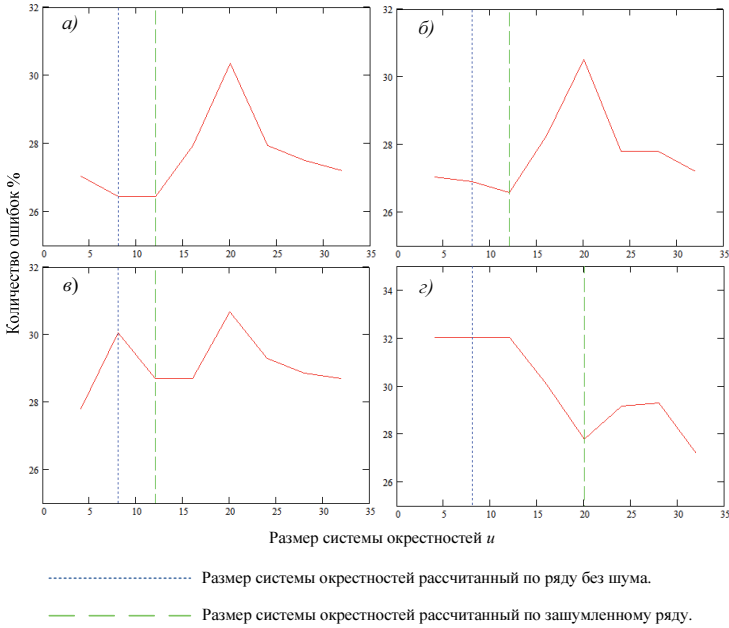 а)
32
30
28
26
0 5 10 15 20 25 30 35
б)
32
30
28
26
0 5 10 15 20 25 30 35
Количество ошибок %
в)
32
30
28
26
0 5 10 15 20 25 30 35
г)
34
32
30
28
26
0 5 10 15 20 25 30 35
Размер системы окрестностей u
Размер системы окрестностей рассчитанный по ряду без шума.
Размер системы окрестностей рассчитанный по зашумленному ряду.